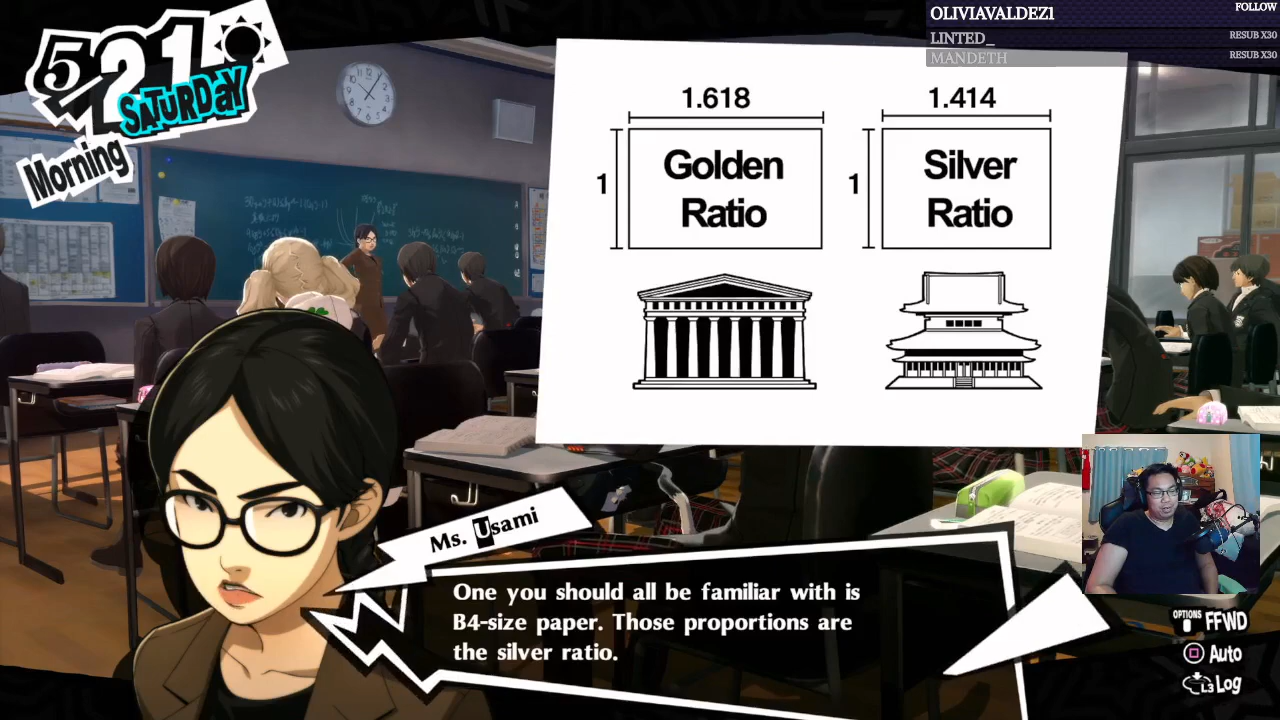 5/21
SATURDAY
Morning
OLIVIAVALDEZ1
FOLLOW
LINTED_
RESUB X30
MANDETH
RESUB X30
1.618
1.414
1
Golden
Ratio
1
Silver
Ratio
Ms. Usami
One you should all be familiar with is
B4-size paper. Those proportions are
the silver ratio.
OPTIONS FFWD
Auto
L3 Log